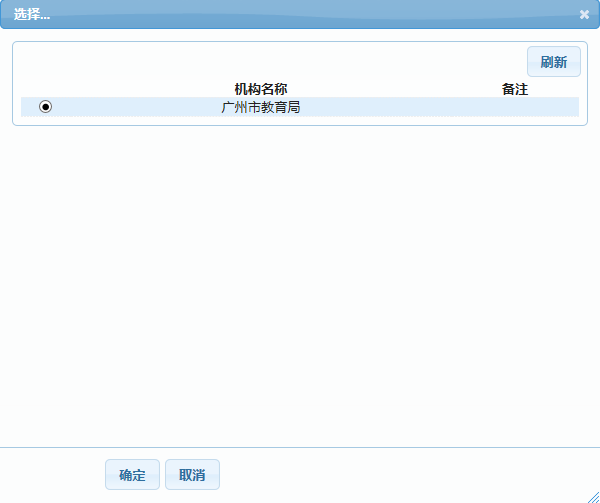 选择...
刷新
机构名称 备注
广州市教育局
确定 取消